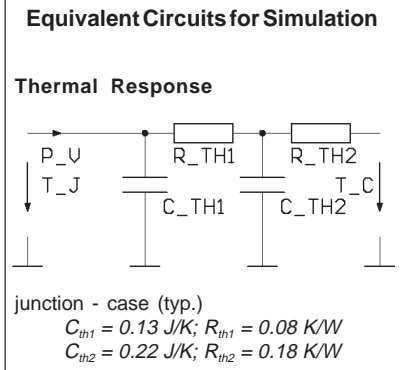 Equivalent Circuits for Simulation
Thermal Response
P_V R_TH1 R_TH2
T_J T_C
C_TH1 C_TH2
junction - case (typ.)
Cth1 = 0.13 J/K; Rth1 = 0.08 K/W
Cth2 = 0.22 J/K; Rth2 = 0.18 K/W